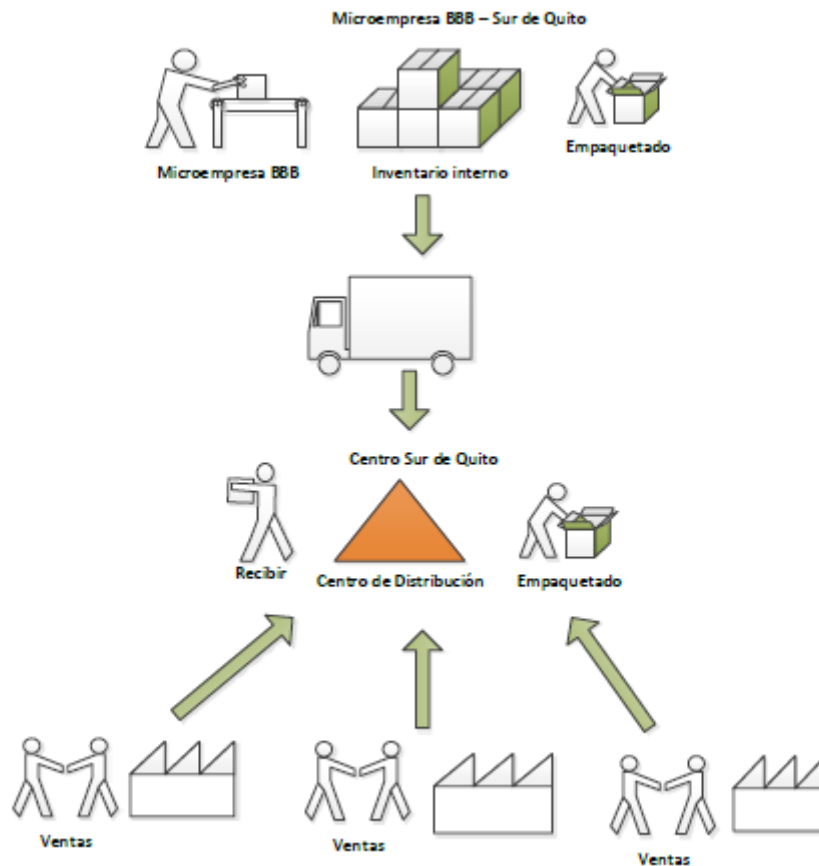 Microempresa BBB – Sur de Quito
Microempresa BBB
Inventario interno
Empaquetado
Centro Sur de Quito
Recibir
Centro de Distribución
Empaquetado
Ventas
Ventas
Ventas